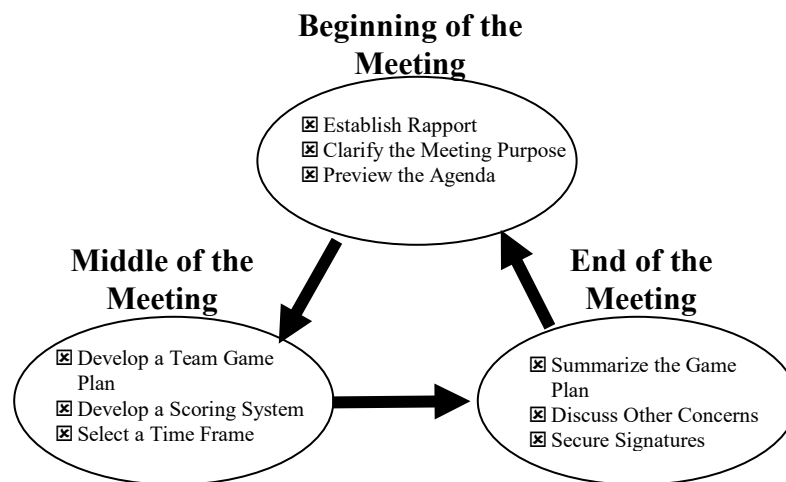 Beginning of the
Meeting
☒ Establish Rapport
☒ Clarify the Meeting Purpose
☒ Preview the Agenda
Middle of the
Meeting
☒ Develop a Team Game
Plan
☒ Develop a Scoring System
☒ Select a Time Frame
End of the
Meeting
☒ Summarize the Game
Plan
☒ Discuss Other Concerns
☒ Secure Signatures